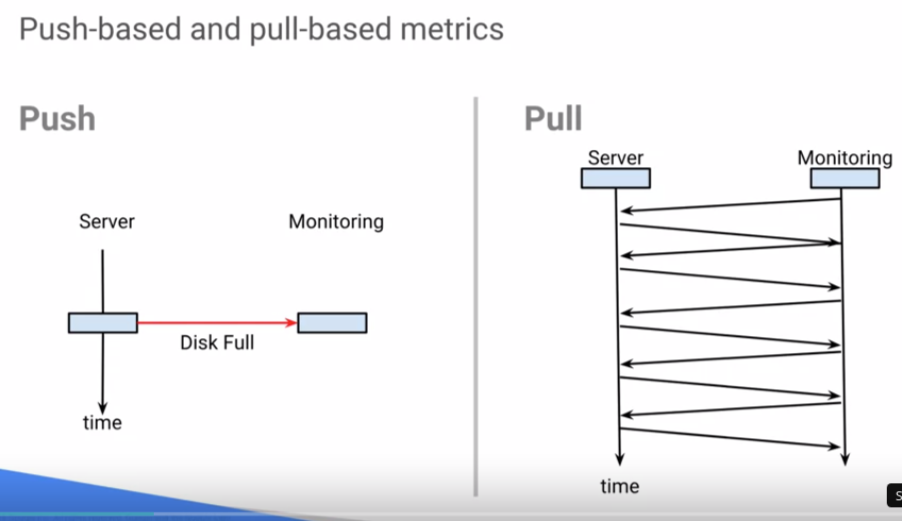 Push-based and pull-based metrics
Push
Server
Monitoring
Disk Full
time
Pull
Server
Monitoring
time
S